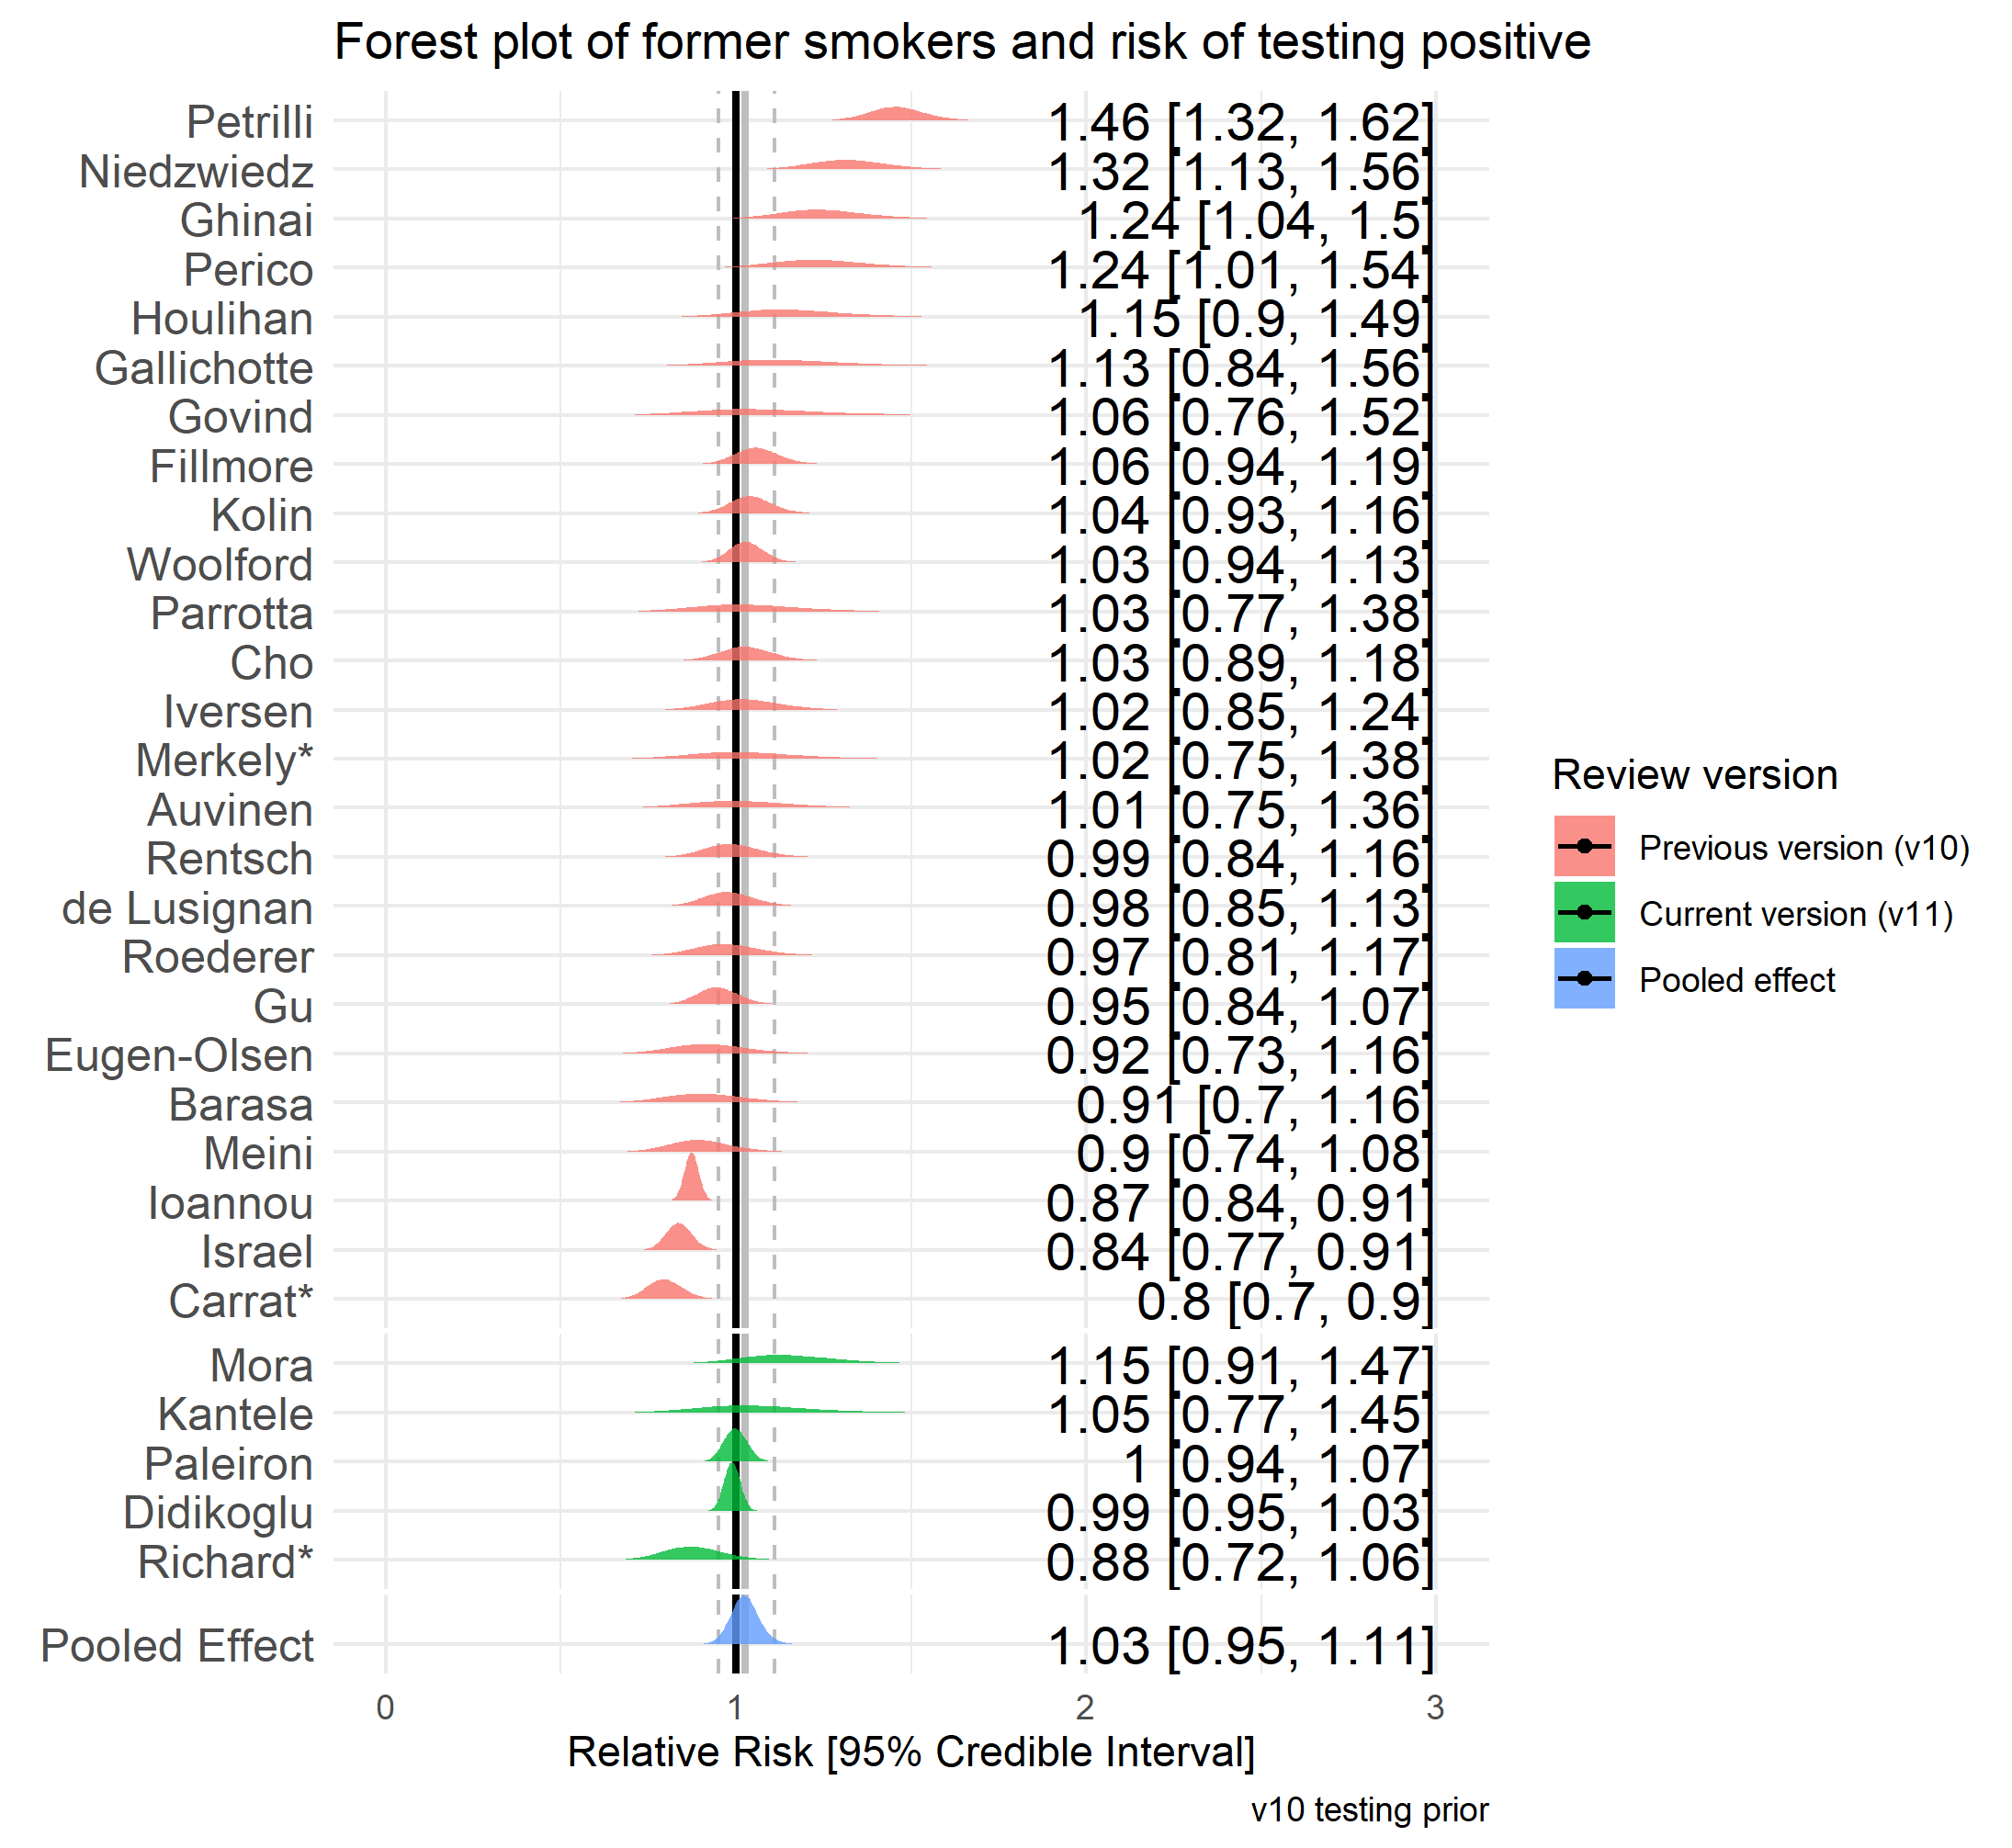 Forest plot of former smokers and risk of testing positive
Petrilli 1.46 [1.32, 1.62]
Niedzwiedz 1.32 [1.13, 1.56]
Ghinai 1.24 [1.04, 1.5]
Perico 1.24 [1.01, 1.54]
Houlihan 1.15 [0.9, 1.49]
Gallichotte 1.13 [0.84, 1.56]
Govind 1.06 [0.76, 1.52]
Fillmore 1.06 [0.94, 1.19]
Kolin 1.04 [0.93, 1.16]
Woolford 1.03 [0.94, 1.13]
Parrotta 1.03 [0.77, 1.38]
Cho 1.03 [0.89, 1.18]
Iversen 1.02 [0.85, 1.24]
Merkely* 1.02 [0.75, 1.38]
Auvinen 1.01 [0.75, 1.36]
Rentsch 0.99 [0.84, 1.16]
de Lusignan 0.98 [0.85, 1.13]
Roederer 0.97 [0.81, 1.17]
Gu 0.95 [0.84, 1.07]
Eugen-Olsen 0.92 [0.73, 1.16]
Barasa 0.91 [0.7, 1.16]
Meini 0.9 [0.74, 1.08]
Ioannou 0.87 [0.84, 0.91]
Israel 0.84 [0.77, 0.91]
Carrat* 0.8 [0.7, 0.9]
Mora 1.15 [0.91, 1.47]
Kantele 1.05 [0.77, 1.45]
Paleiron 1 [0.94, 1.07]
Didikoglu 0.99 [0.95, 1.03]
Richard* 0.88 [0.72, 1.06]
Pooled Effect 1.03 [0.95, 1.11]
0 1 2 3
Relative Risk [95% Credible Interval]
v10 testing prior
Review version
Previous version (v10)
Current version (v11)
Pooled effect